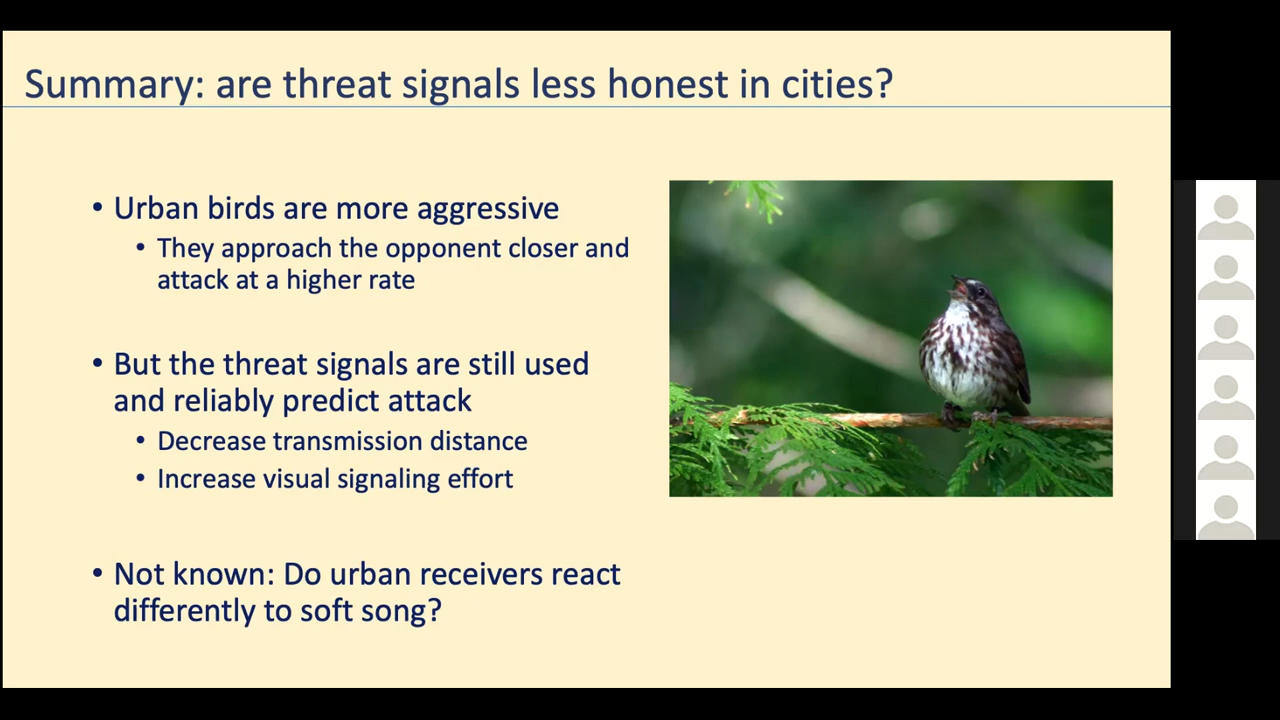 Summary: are threat signals less honest in cities?
• Urban birds are more aggressive
• They approach the opponent closer and
attack at a higher rate
• But the threat signals are still used
and reliably predict attack
• Decrease transmission distance
• Increase visual signaling effort
• Not known: Do urban receivers react
differently to soft song?